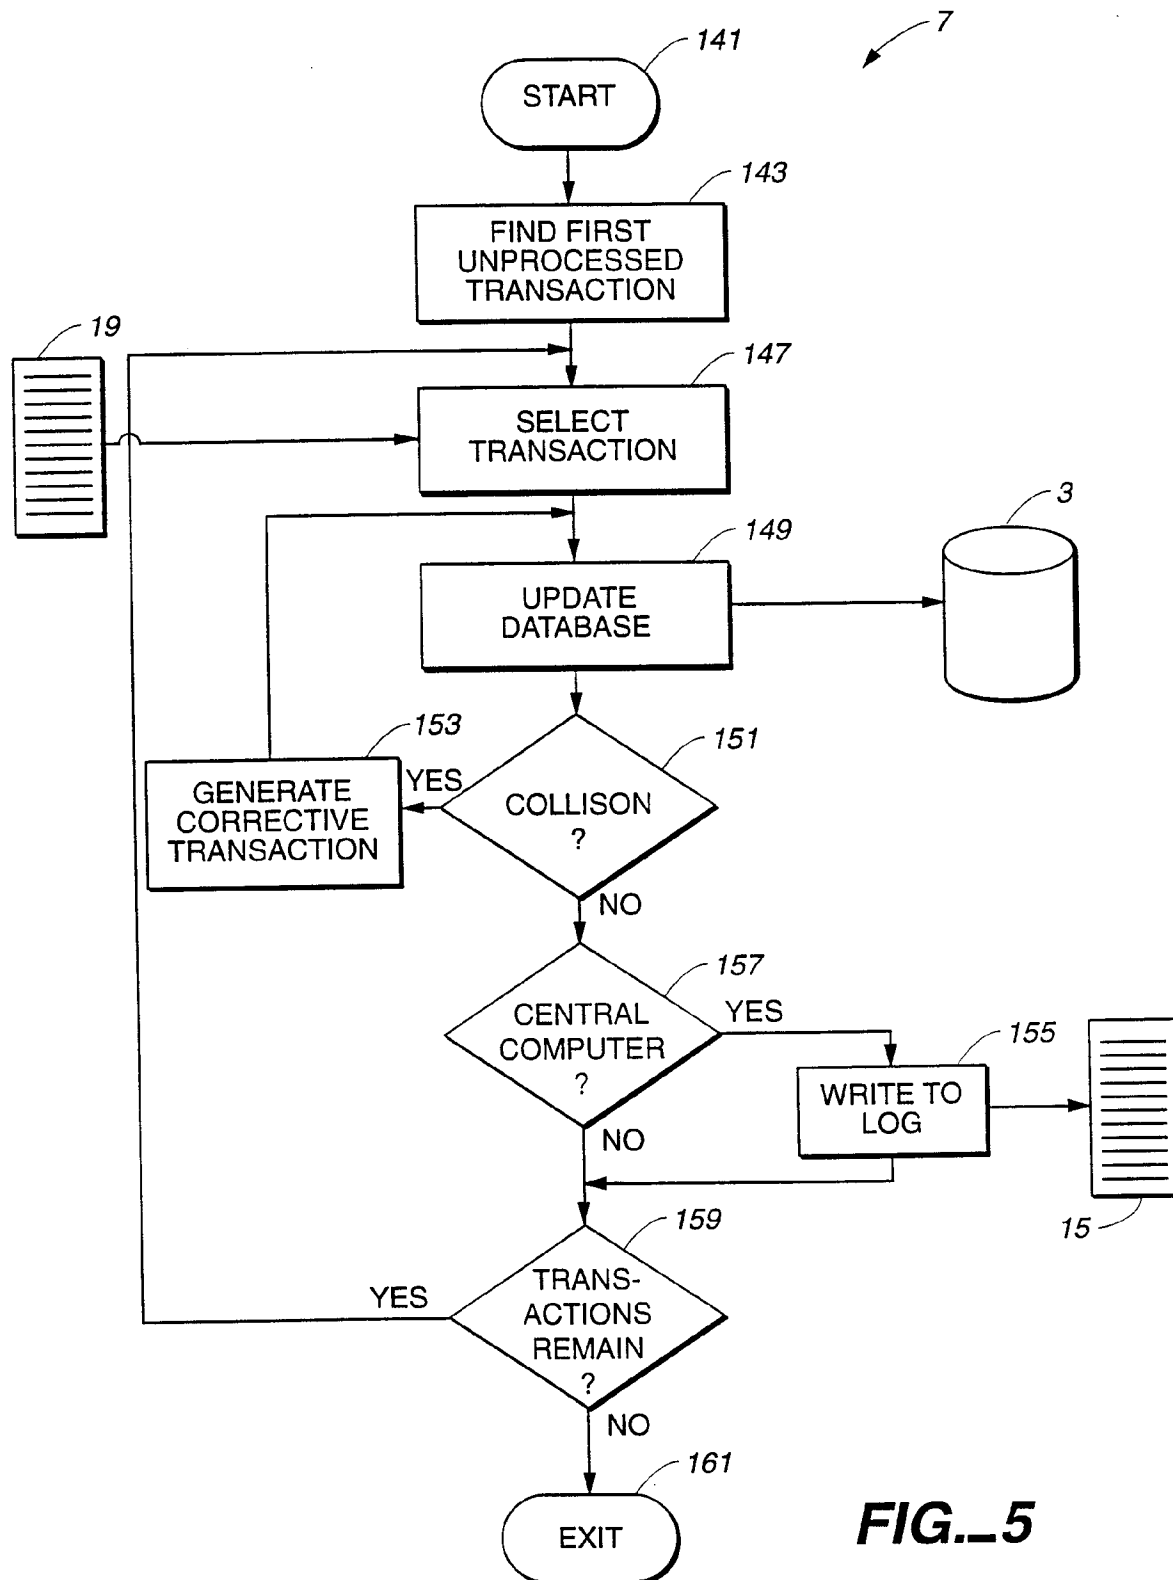 7
141
START
143
FIND FIRST
UNPROCESSED
TRANSACTION
19
147
SELECT
TRANSACTION
3
149
UPDATE
DATABASE
153
151
YES
GENERATE
CORRECTIVE
TRANSACTION
COLLISON
?
NO
157
CENTRAL
COMPUTER
?
YES
155
WRITE TO
LOG
NO
15
159
YES
TRANS-
ACTIONS
REMAIN
?
NO
161
EXIT
FIG._5